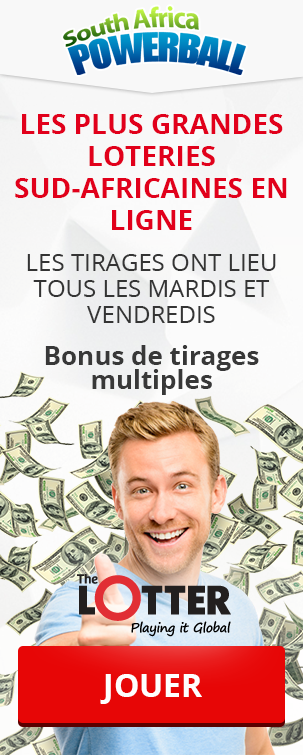 South Africa
POWERBALL
LES PLUS GRANDES
LOTERIES
SUD-AFRICAINES EN
LIGNE
LES TIRAGES ONT LIEU
TOUS LES MARDIS ET
VENDREDIS
Bonus de tirages
multiples
The
LOTTER
Playing it Global
JOUER